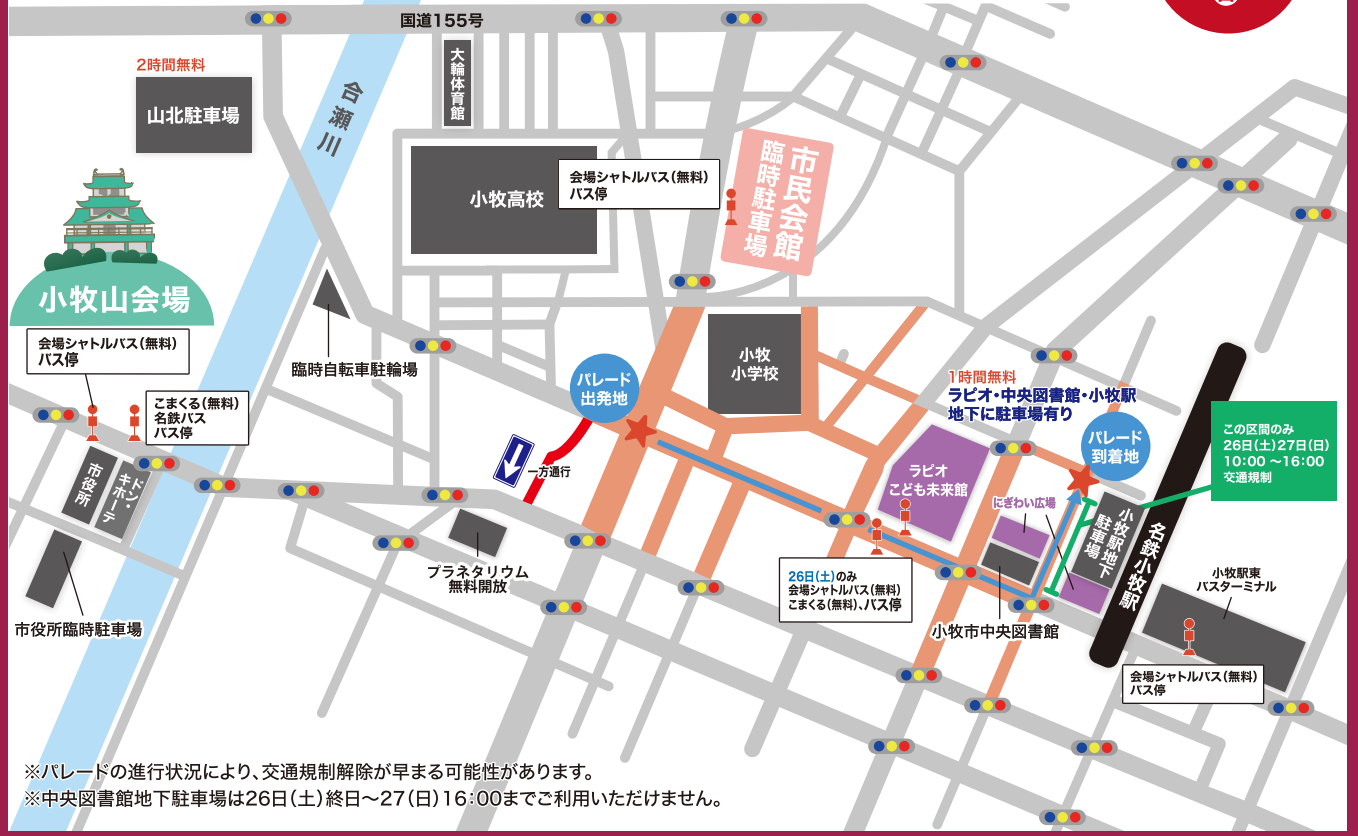 国道155号
2時間無料
山北駐車場
合瀬川
大輪体育館
小牧高校
会場シャトルバス(無料)
バス停
市民会館
臨時駐車場
小牧山会場
会場シャトルバス(無料)
バス停
こまくる(無料)
名鉄バス
バス停
臨時自転車駐輪場
パレード
出発地
小牧
小学校
1時間無料
ラピオ・中央図書館・小牧駅
地下に駐車場有り
パレード
到着地
この区間のみ
26日(土)27日(日)
10:00 ~16:00
交通規制
市役所
ドン・
キホーテ
一方通行
ラピオ
こども未来館
にぎわい広場
小牧駅地下
駐車場
名鉄小牧駅
プラネタリウム
無料開放
26日(土)のみ
会場シャトルバス(無料)
こまくる(無料)、バス停
小牧駅東
バスターミナル
市役所臨時駐車場
小牧市中央図書館
会場シャトルバス(無料)
バス停
※パレードの進行状況により、交通規制解除が早まる可能性があります。
※中央図書館地下駐車場は26日(土)終日～27(日)16:00までご利用いただけません。